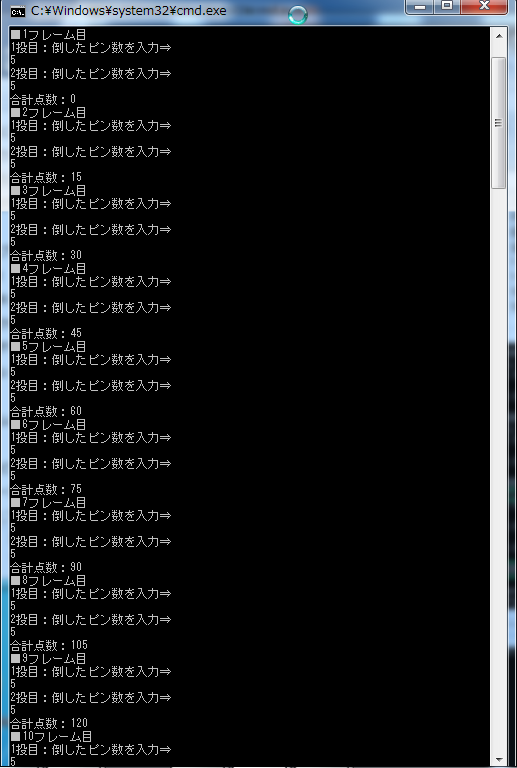 C:¥Windows¥system32¥cmd.exe
■1フレーム目
1投目:倒したピン数を入力⇒
5
2投目:倒したピン数を入力⇒
5
合計点数:0
■2フレーム目
1投目:倒したピン数を入力⇒
5
2投目:倒したピン数を入力⇒
5
合計点数:15
■3フレーム目
1投目:倒したピン数を入力⇒
5
2投目:倒したピン数を入力⇒
5
合計点数:30
■4フレーム目
1投目:倒したピン数を入力⇒
5
2投目:倒したピン数を入力⇒
5
合計点数:45
■5フレーム目
1投目:倒したピン数を入力⇒
5
2投目:倒したピン数を入力⇒
5
合計点数:60
■6フレーム目
1投目:倒したピン数を入力⇒
5
2投目:倒したピン数を入力⇒
5
合計点数:75
■7フレーム目
1投目:倒したピン数を入力⇒
5
2投目:倒したピン数を入力⇒
5
合計点数:90
■8フレーム目
1投目:倒したピン数を入力⇒
5
2投目:倒したピン数を入力⇒
5
合計点数:105
■9フレーム目
1投目:倒したピン数を入力⇒
5
2投目:倒したピン数を入力⇒
5
合計点数:120
■10フレーム目
1投目:倒したピン数を入力⇒
5